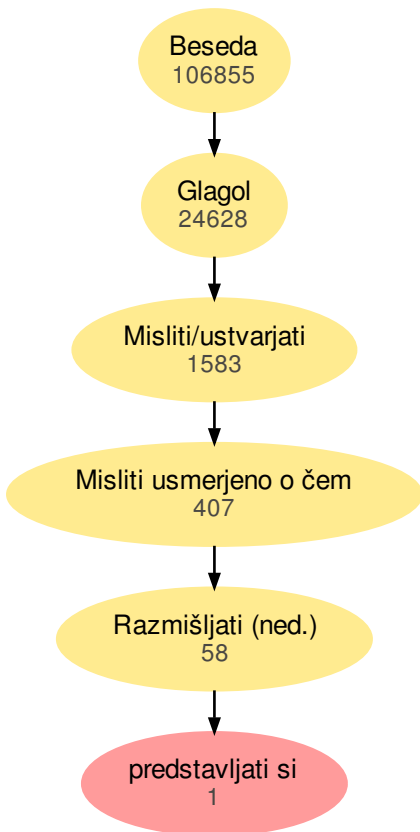 Beseda
106855
Glagol
24628
Misliti/ustvarjati
1583
Misliti usmerjeno o čem
407
Razmišljati (ned.)
58
predstavljati si
1